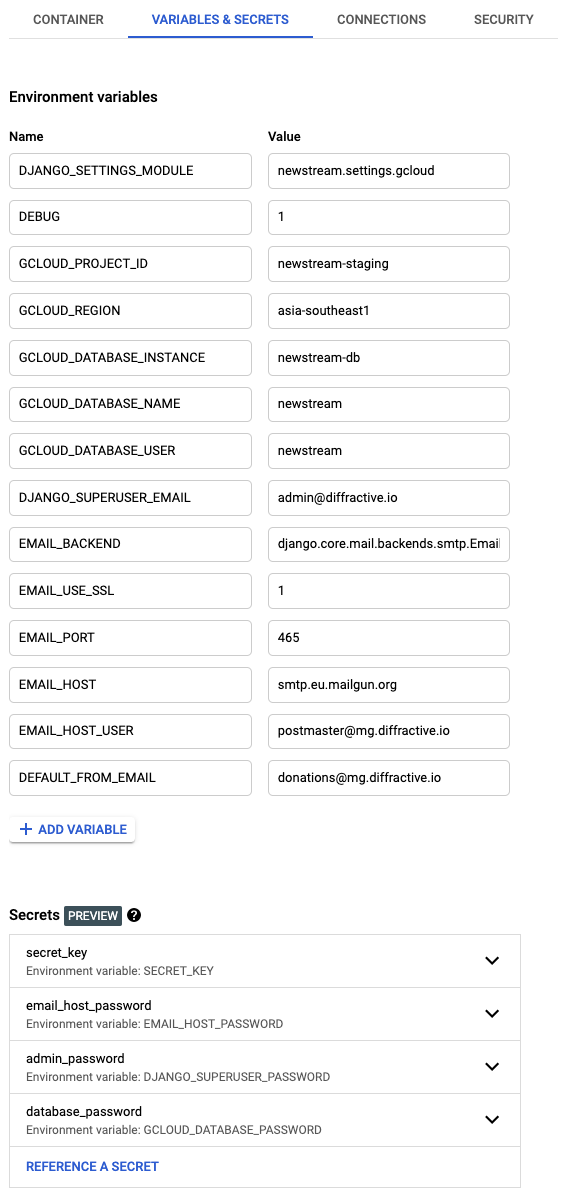 CONTAINER VARIABLES & SECRETS CONNECTIONS SECURITY
Environment variables
Name Value
DJANGO_SETTINGS_MODULE newstream.settings.gcloud
DEBUG 1
GCLOUD_PROJECT_ID newstream-staging
GCLOUD_REGION asia-southeast1
GCLOUD_DATABASE_INSTANCE newstream-db
GCLOUD_DATABASE_NAME newstream
GCLOUD_DATABASE_USER newstream
DJANGO_SUPERUSER_EMAIL admin@diffractive.io
EMAIL_BACKEND django.core.mail.backends.smtp.Email
EMAIL_USE_SSL 1
EMAIL_PORT 465
EMAIL_HOST smtp.eu.mailgun.org
EMAIL_HOST_USER postmaster@mg.diffractive.io
DEFAULT_FROM_EMAIL donations@mg.diffractive.io
+ ADD VARIABLE
Secrets PREVIEW ?
secret_key
Environment variable: SECRET_KEY
email_host_password
Environment variable: EMAIL_HOST_PASSWORD
admin_password
Environment variable: DJANGO_SUPERUSER_PASSWORD
database_password
Environment variable: GCLOUD_DATABASE_PASSWORD
REFERENCE A SECRET